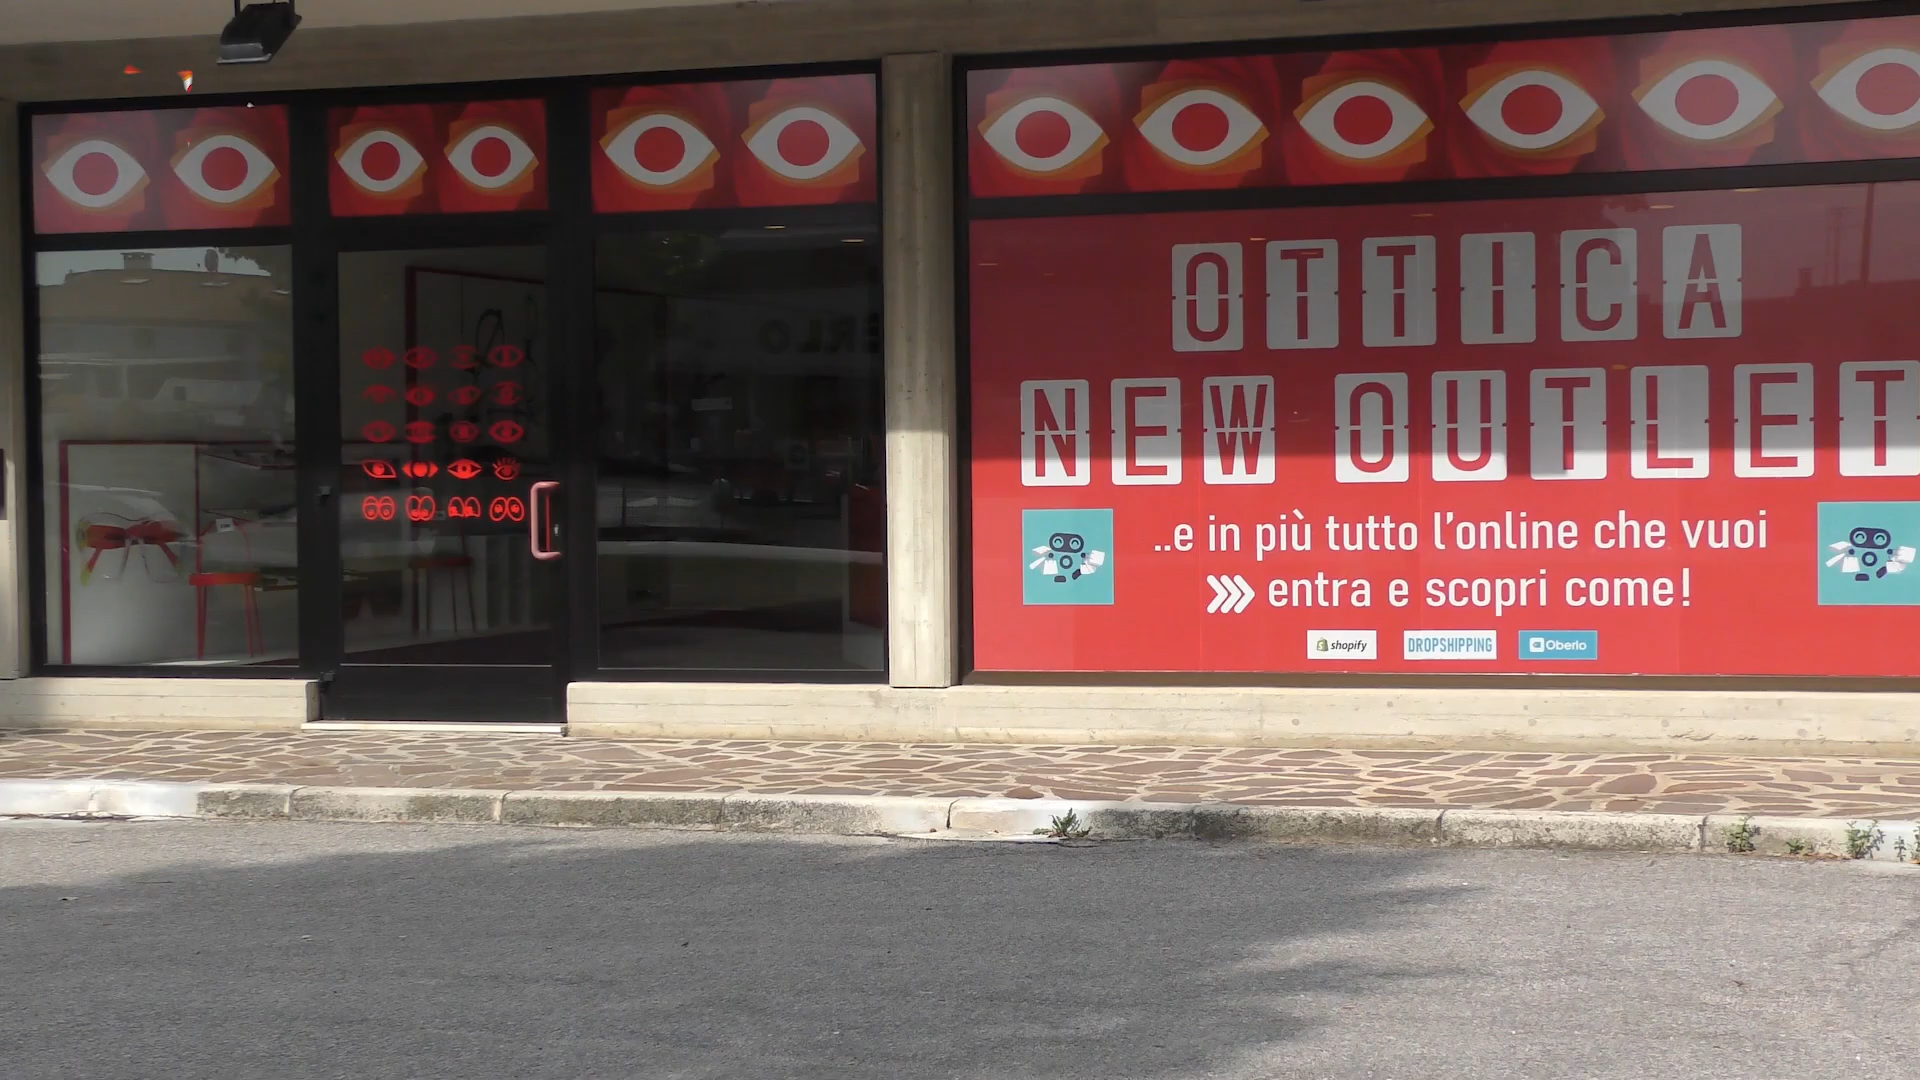 OTTICA
NEW OUTLET
..e in più tutto l'online che vuoi
entra e scopri come!
shopify DROPSHIPPING Oberlo